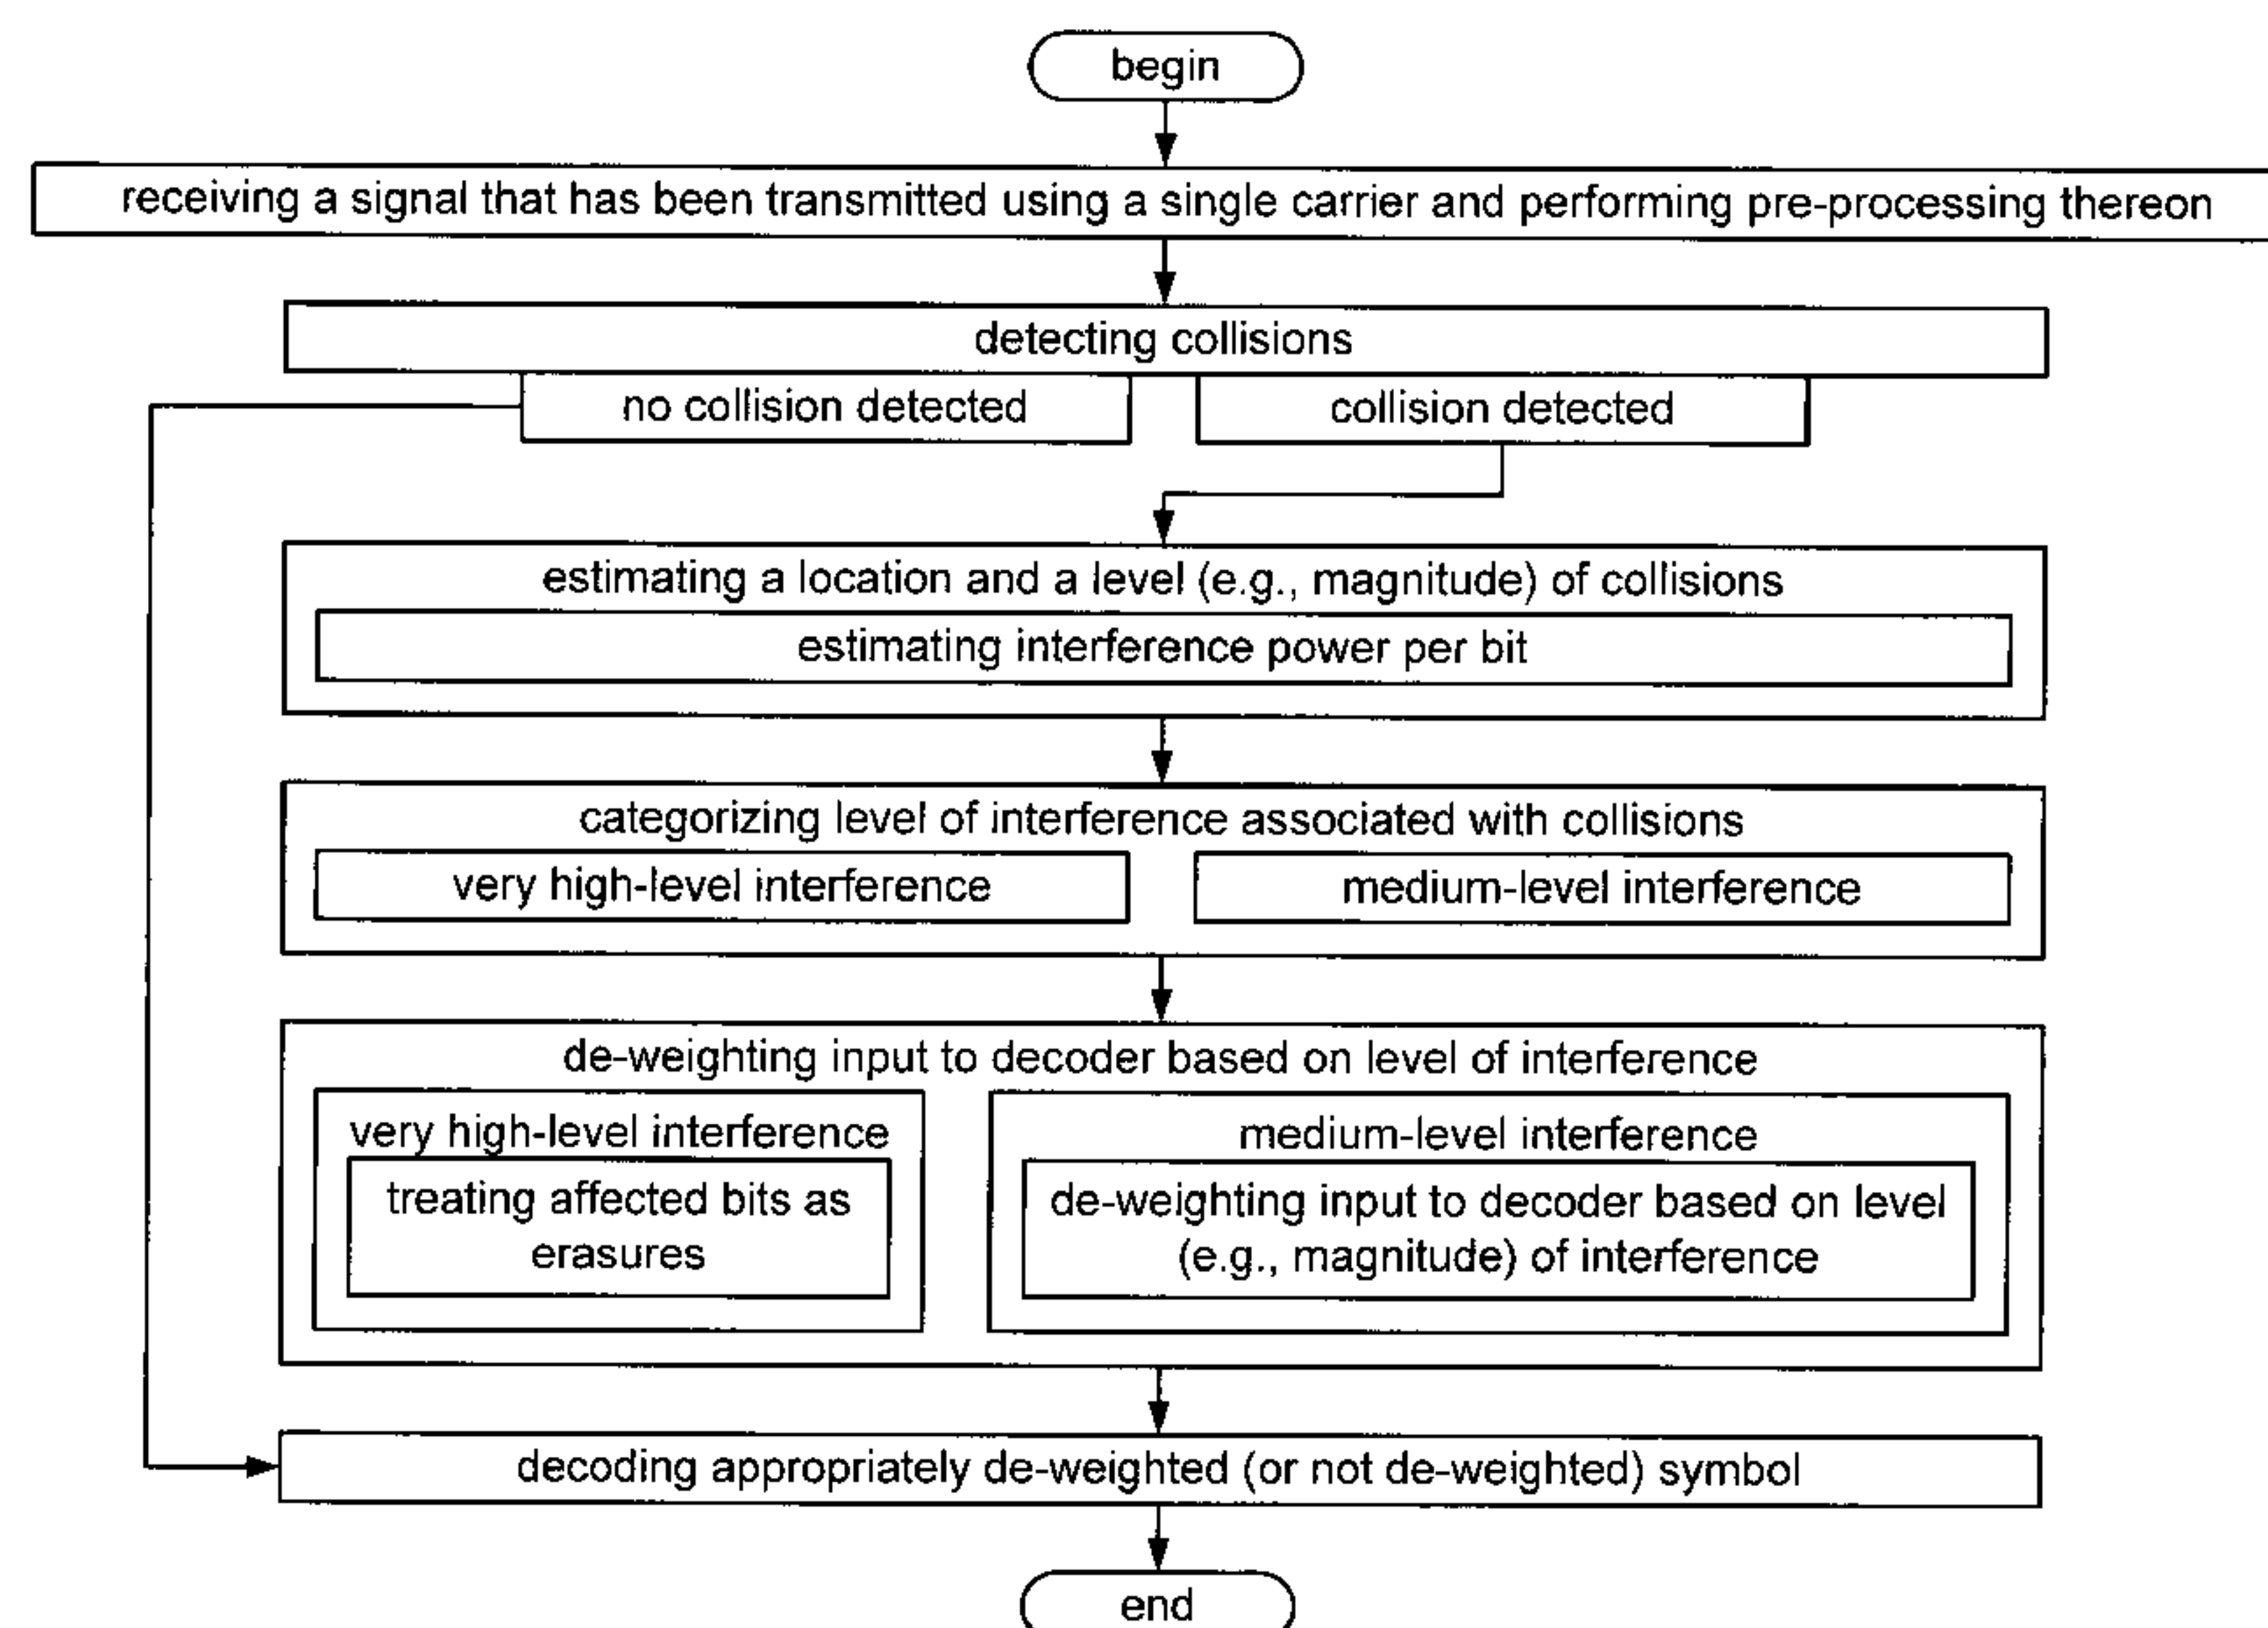 begin
receiving a signal that has been transmitted using a single carrier and performing pre-processing thereon
detecting collisions
no collision detected
collision detected
estimating a location and a level (e.g., magnitude) of collisions
estimating interference power per bit
categorizing level of interference associated with collisions
very high-level interference
medium-level interference
de-weighting input to decoder based on level of interference
very high-level interference
treating affected bits as
erasures
medium-level interference
de-weighting input to decoder based on level
(e.g., magnitude) of interference
decoding appropriately de-weighted (or not de-weighted) symbol
end